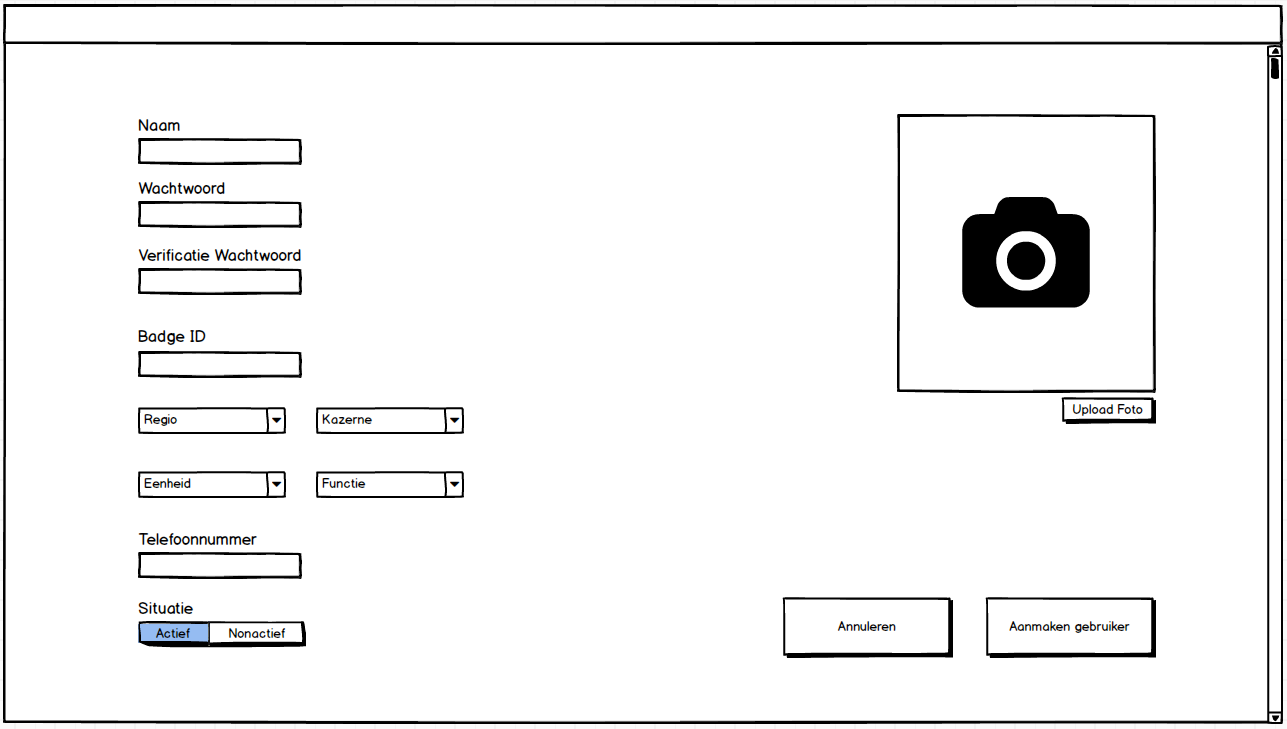 Naam
Wachtwoord
Verificatie Wachtwoord
Badge ID
Regio
Kazerne
Eenheid
Functie
Telefoonnummer
Situatie
Actief
Nonactief
Upload Foto
Annuleren
Aanmaken gebruiker